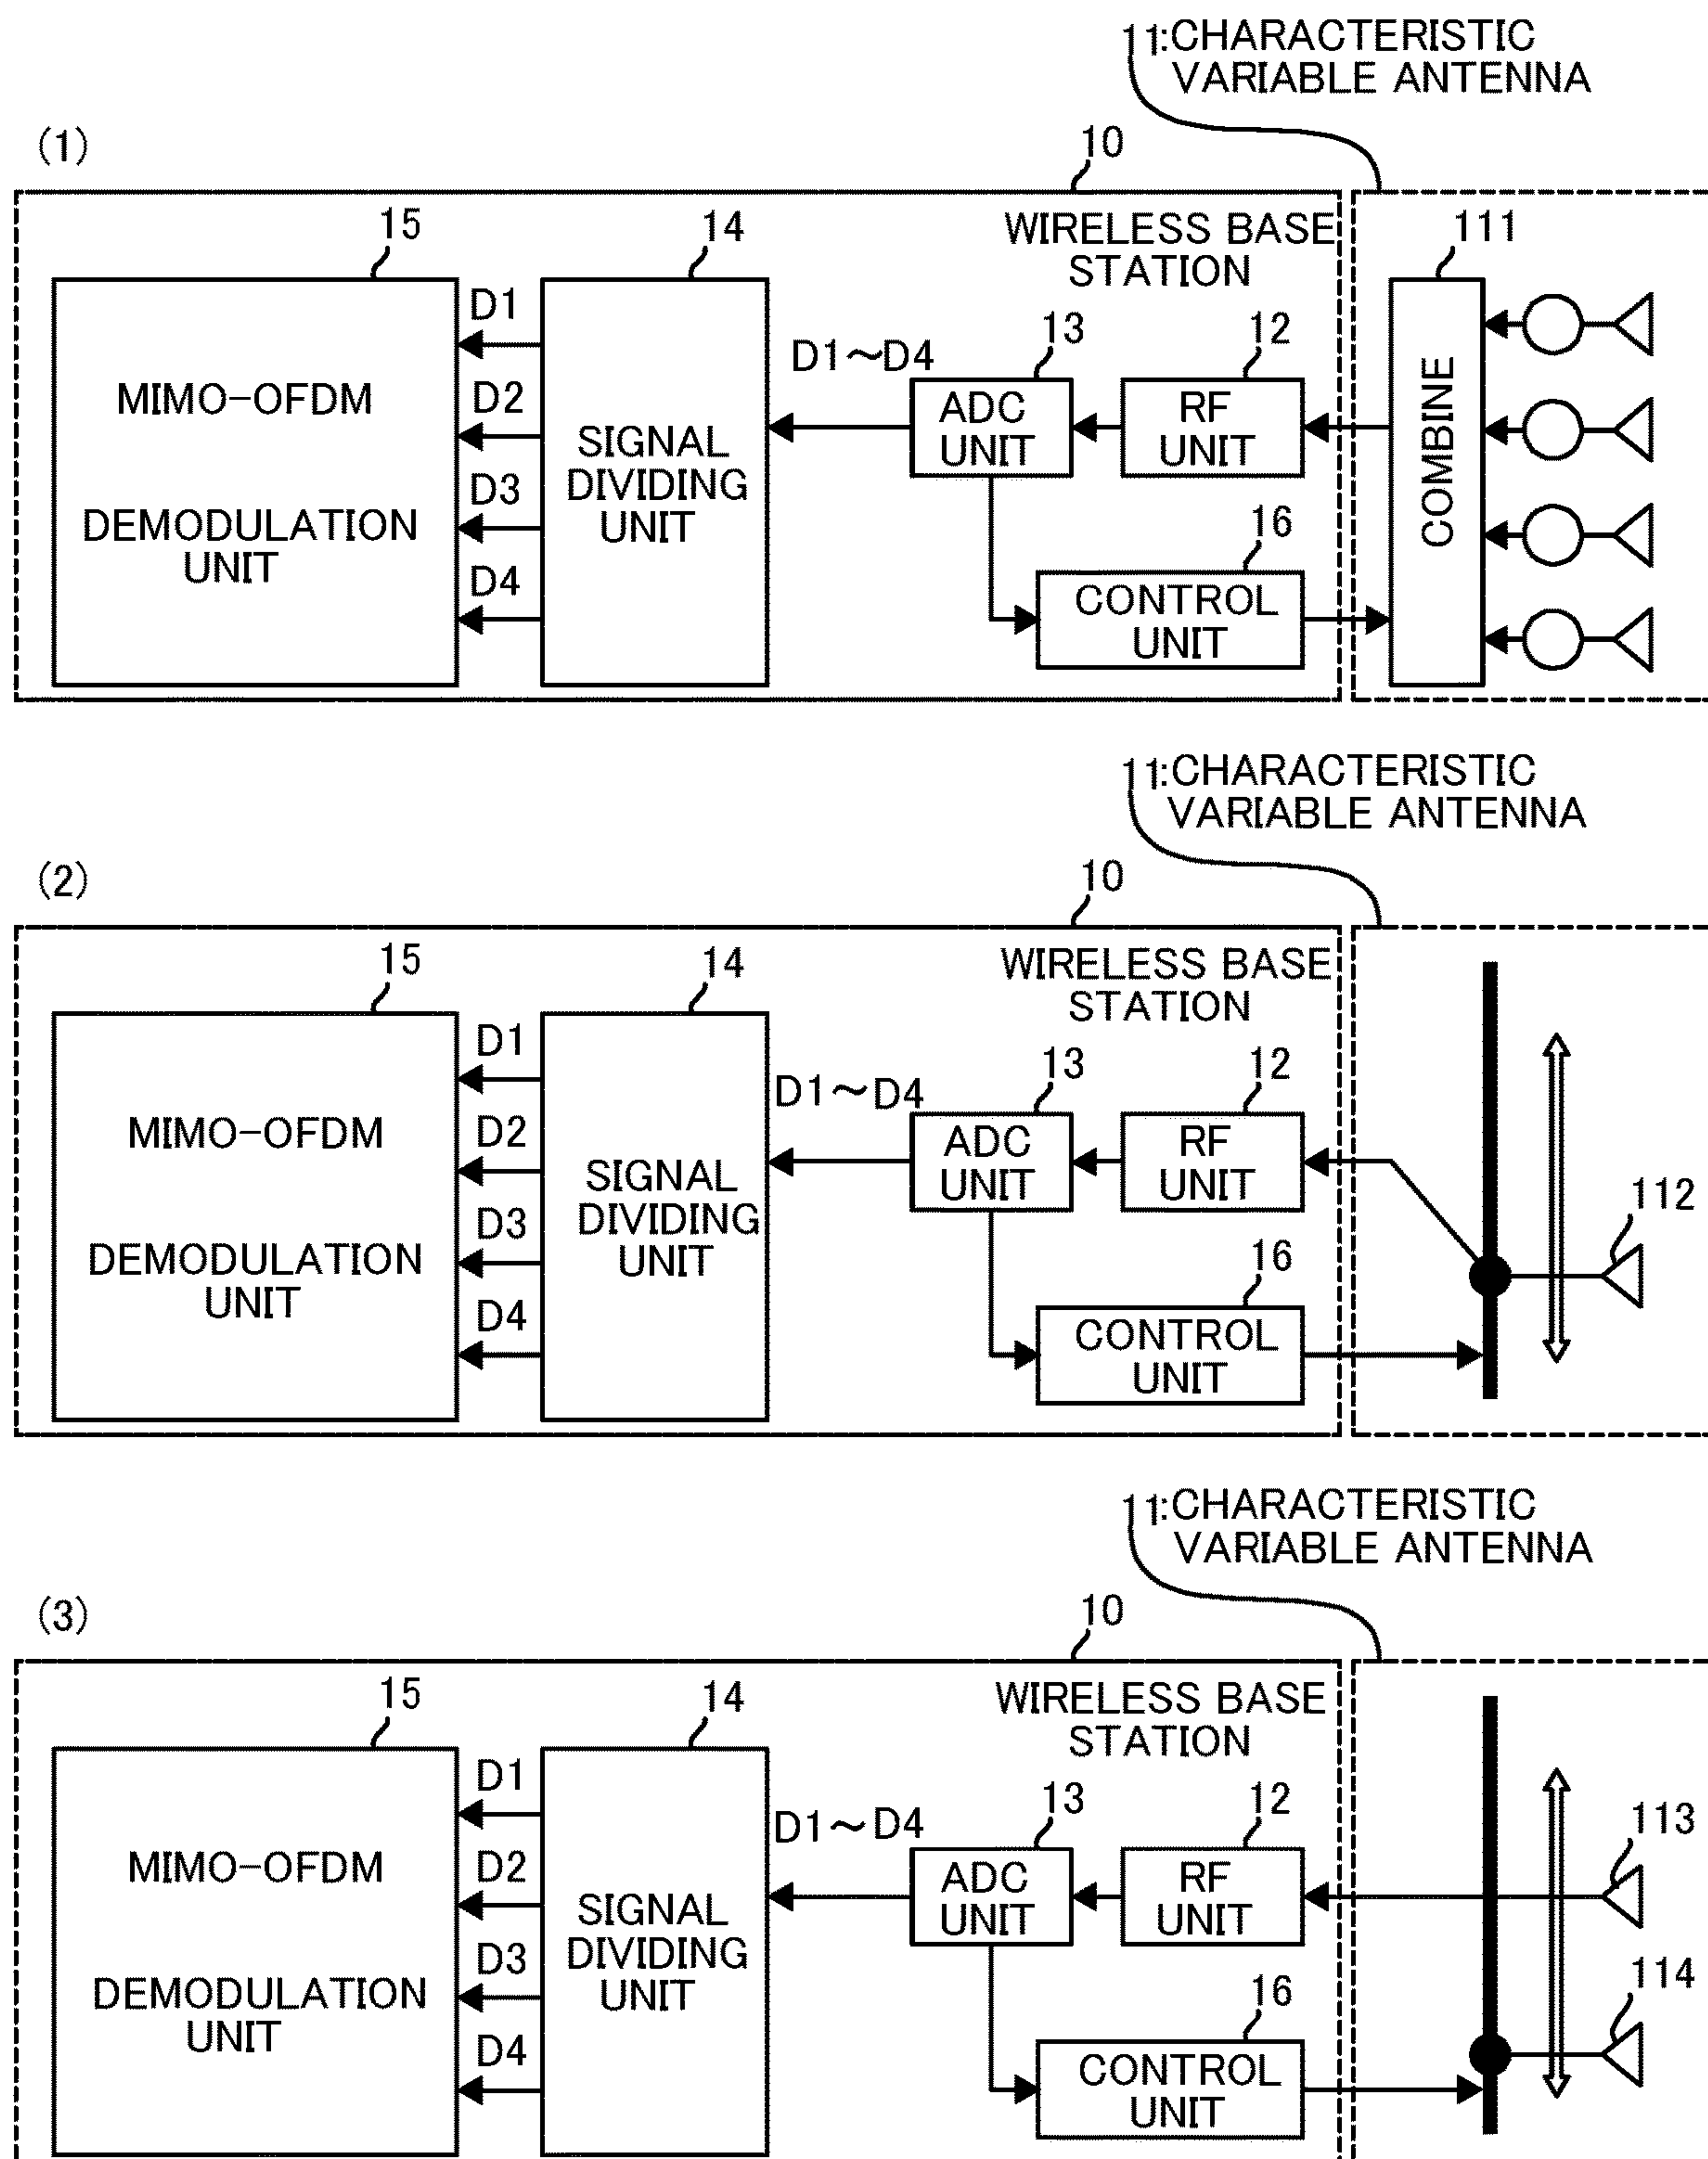 11:CHARACTERISTIC
VARIABLE ANTENNA
(1)
10
15
14
WIRELESS BASE
STATION
111
D1
13
12
D1~D4
MIMO-OFDM
D2
ADC
UNIT
RF
UNIT
SIGNAL
DIVIDING
UNIT
COMBINE
D3
DEMODULATION
UNIT
16
D4
CONTROL
UNIT
11:CHARACTERISTIC
VARIABLE ANTENNA
(2)
10
15
14
WIRELESS BASE
STATION
D1
13
12
D1~D4
MIMO-OFDM
D2
ADC
UNIT
RF
UNIT
SIGNAL
DIVIDING
UNIT
112
D3
DEMODULATION
UNIT
16
D4
CONTROL
UNIT
11:CHARACTERISTIC
VARIABLE ANTENNA
(3)
10
15
14
WIRELESS BASE
STATION
D1
13
12
113
D1~D4
MIMO-OFDM
D2
ADC
UNIT
RF
UNIT
SIGNAL
DIVIDING
UNIT
D3
114
DEMODULATION
UNIT
16
D4
CONTROL
UNIT